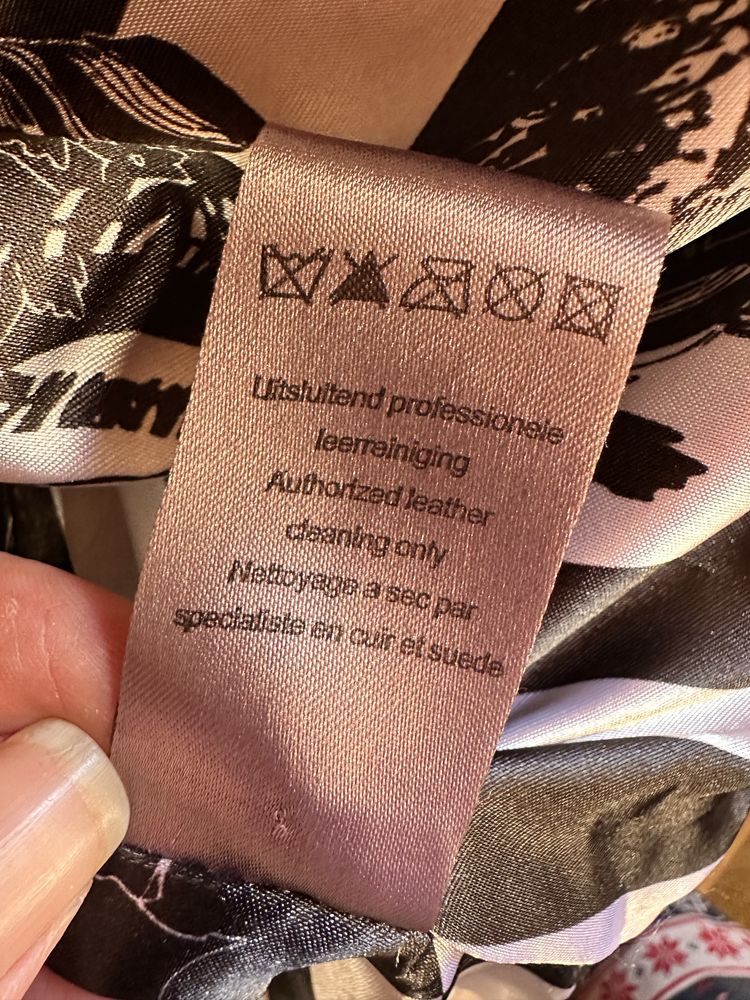 Uitsluitend professionele
leerreiniging
Authorized leather
cleaning only
Nettoyage a sec par
specialiste en cuir et suede